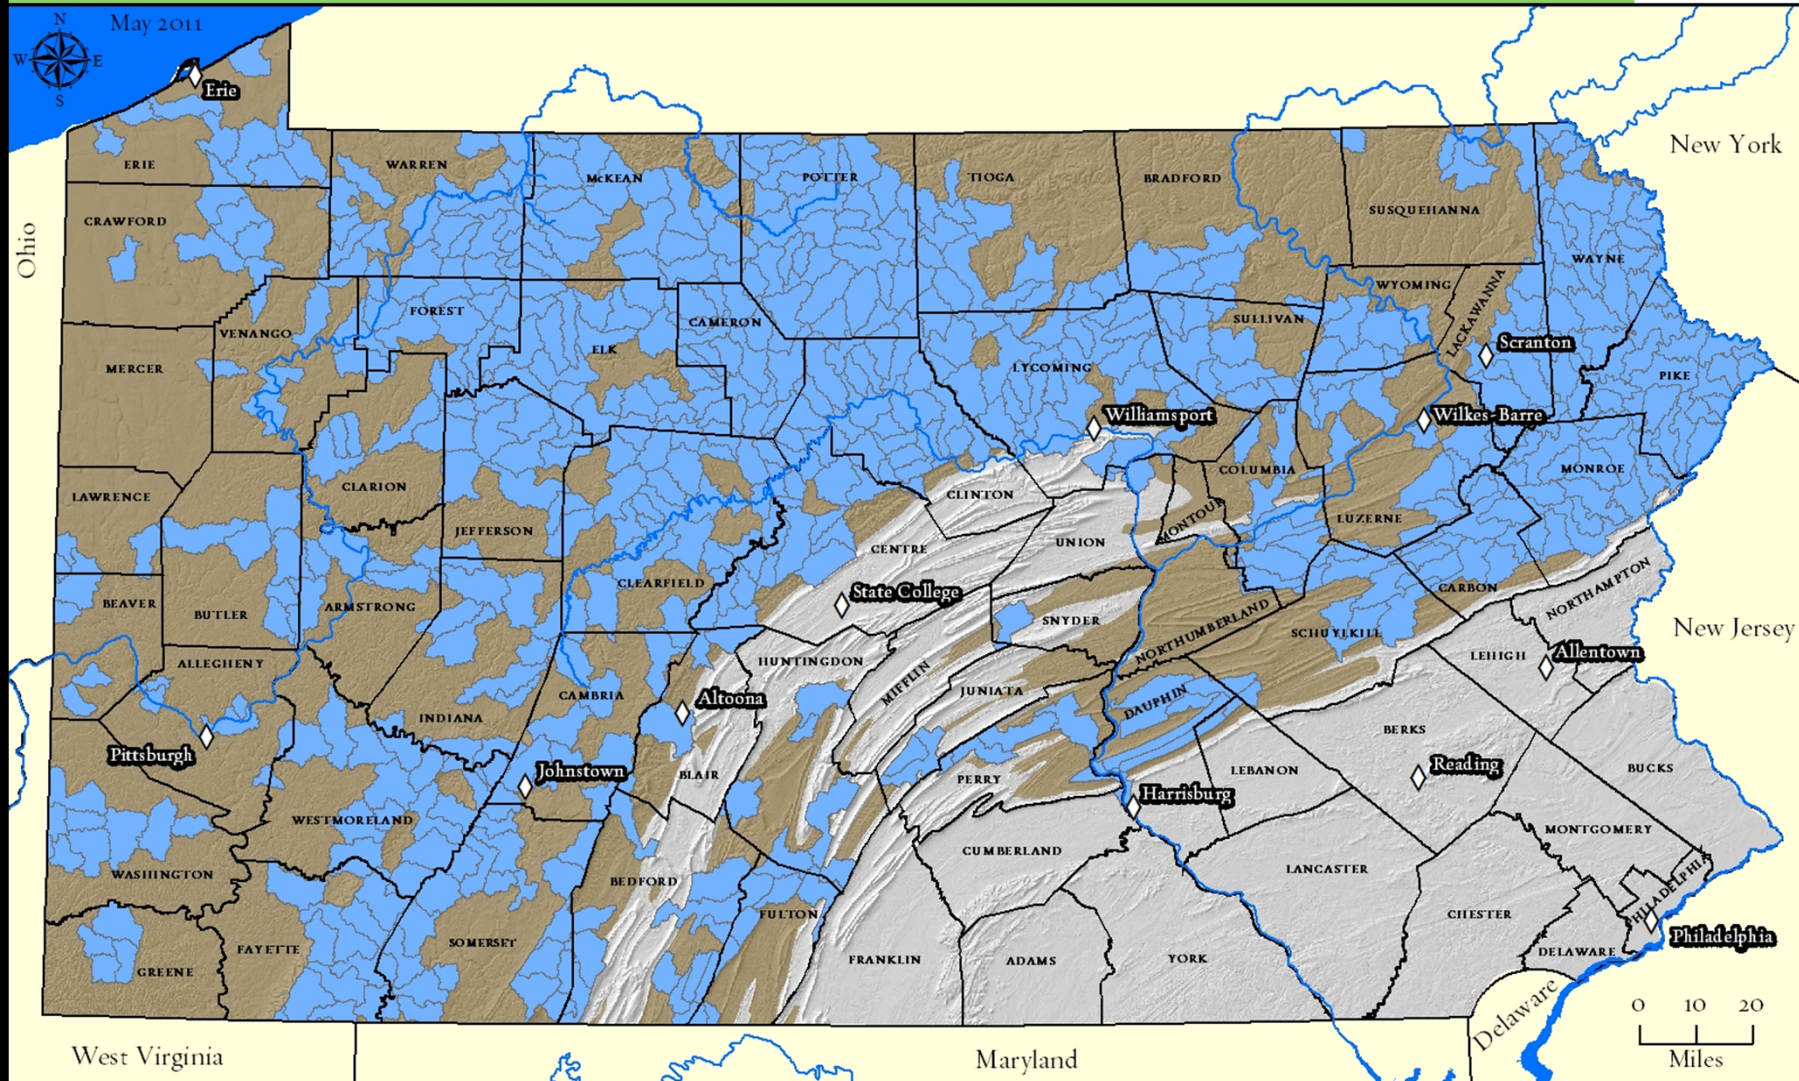 May 2011
N
W
E
S
Erie
New York
ERIE
WARREN
McKEAN
POTTER
TIOGA
BRADFORD
SUSQUEHANNA
CRAWFORD
Ohio
WAYNE
WYOMING
LACKAWANNA
FOREST
VENANGO
CAMERON
SULLIVAN
ELK
Scranton
MERCER
LYCOMING
PIKE
Williamsport
Wilkes-Barre
COLUMBIA
MONROE
CLARION
LAWRENCE
CLINTON
MONTOUR
LUZERNE
JEFFERSON
CENTRE
UNION
CLEARFIELD
CARBON
NORTHAMPTON
State College
BEAVER
BUTLER
ARMSTRONG
SNYDER
NORTHUMBERLAND
SCHUYLKILL
New Jersey
ALLEGHENY
HUNTINGDON
MIFFLIN
LEHIGH
Allentown
CAMBRIA
Altoona
JUNIATA
DAUPHIN
INDIANA
BERKS
Pittsburgh
Johnstown
BLAIR
PERRY
LEBANON
Reading
BUCKS
Harrisburg
WESTMORELAND
MONTGOMERY
CUMBERLAND
LANCASTER
WASHINGTON
BEDFORD
PHILADELPHIA
FULTON
CHESTER
Philadelphia
FAYETTE
SOMERSET
DELAWARE
GREENE
FRANKLIN
ADAMS
YORK
Delaware
0 10 20
Miles
West Virginia
Maryland